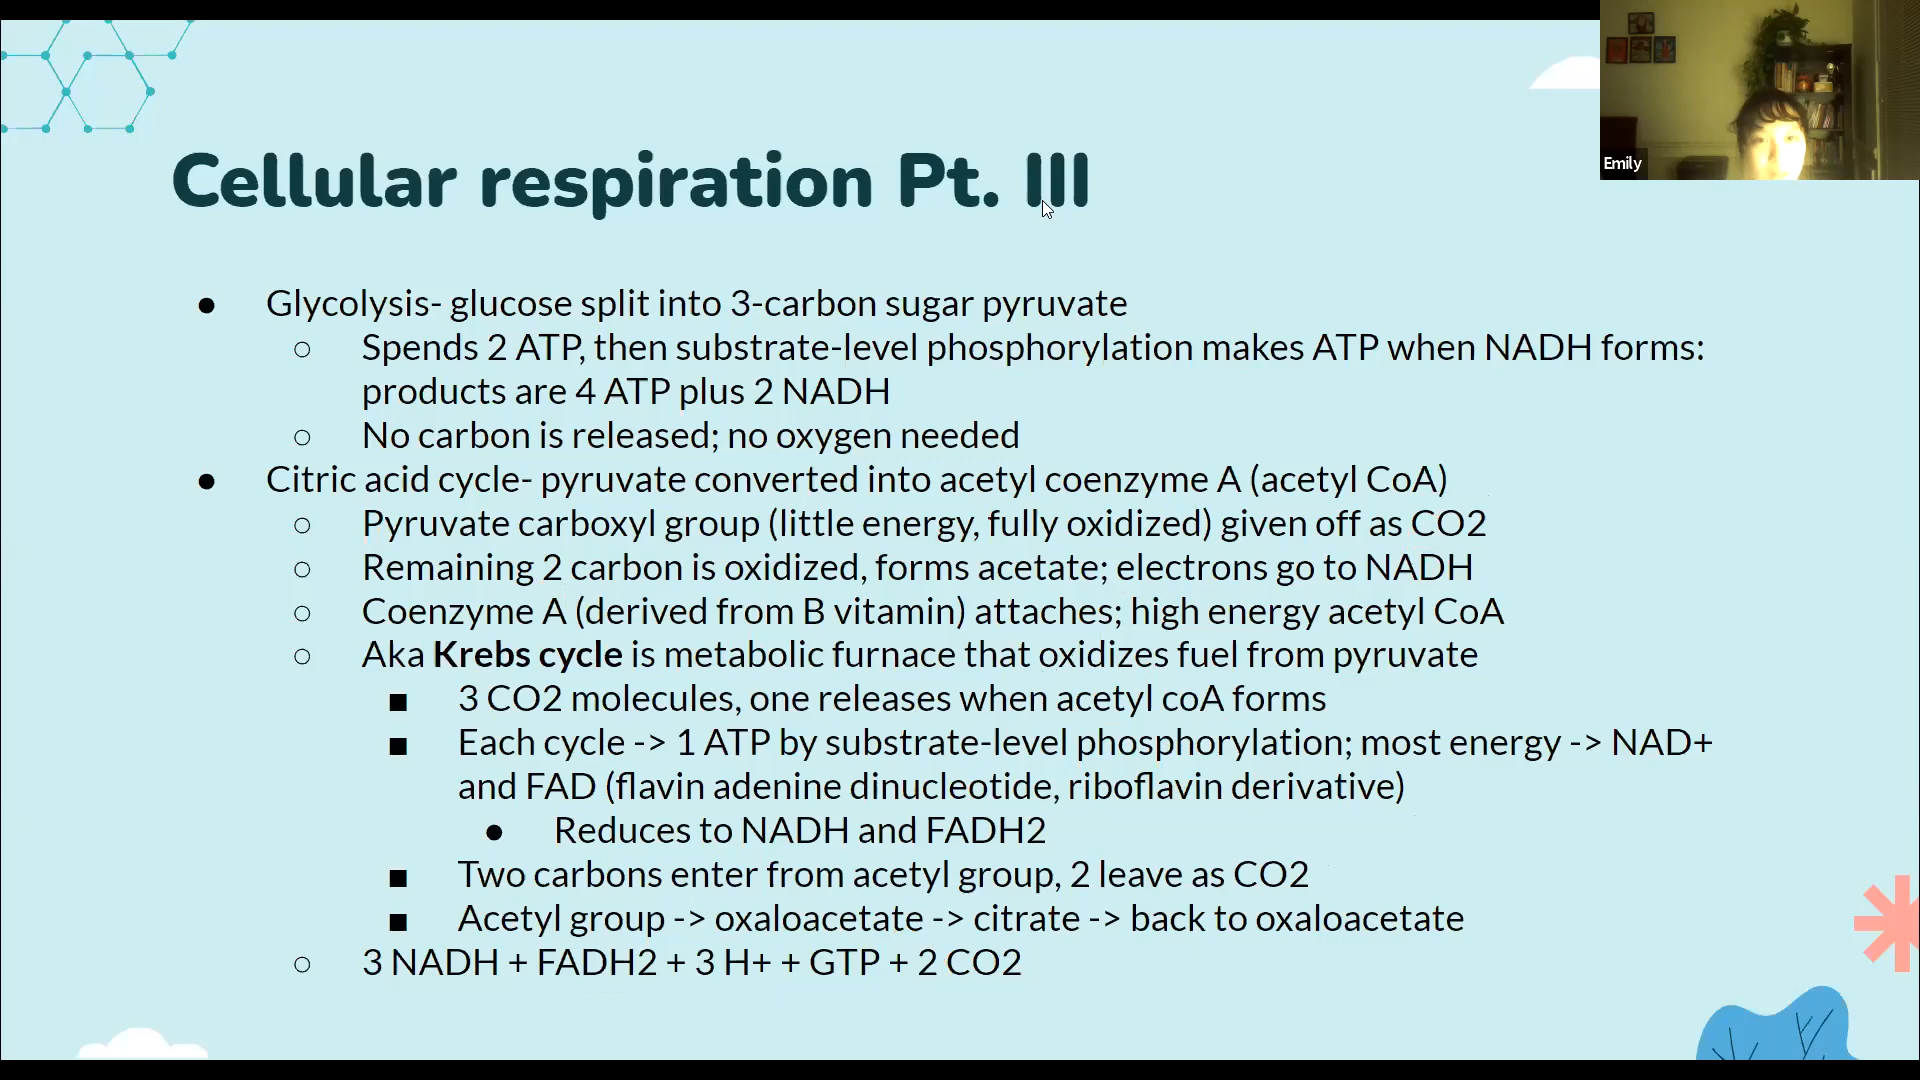 Emily
Cellular respiration Pt. III
● Glycolysis- glucose split into 3-carbon sugar pyruvate
○ Spends 2 ATP, then substrate-level phosphorylation makes ATP when NADH forms:
products are 4 ATP plus 2 NADH
○ No carbon is released; no oxygen needed
● Citric acid cycle- pyruvate converted into acetyl coenzyme A (acetyl CoA)
○ Pyruvate carboxyl group (little energy, fully oxidized) given off as CO2
○ Remaining 2 carbon is oxidized, forms acetate; electrons go to NADH
○ Coenzyme A (derived from B vitamin) attaches; high energy acetyl CoA
○ Aka Krebs cycle is metabolic furnace that oxidizes fuel from pyruvate
■ 3 CO2 molecules, one releases when acetyl coA forms
■ Each cycle -> 1 ATP by substrate-level phosphorylation; most energy -> NAD+
and FAD (flavin adenine dinucleotide, riboflavin derivative)
● Reduces to NADH and FADH2
■ Two carbons enter from acetyl group, 2 leave as CO2
■ Acetyl group -> oxaloacetate -> citrate -> back to oxaloacetate
○ 3 NADH + FADH2 + 3 H+ + GTP + 2 CO2